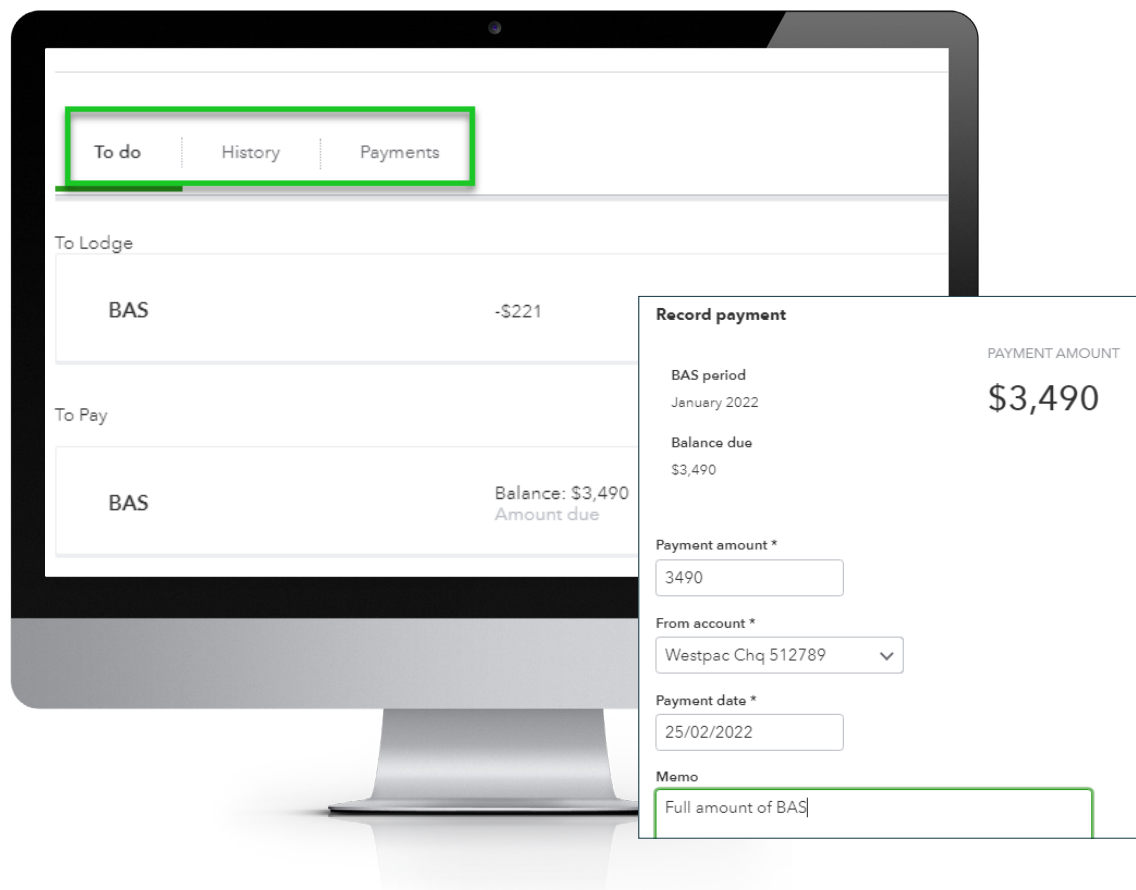 To do
History
Payments
To Lodge
BAS
-$221
To Pay
BAS
Balance: $3,490
Amount due
Record payment
PAYMENT AMOUNT
$3,490
BAS period
January 2022
Balance due
$3,490
Payment amount *
3490
From account *
Westpac Chq 512789
Payment date *
25/02/2022
Memo
Full amount of BAS